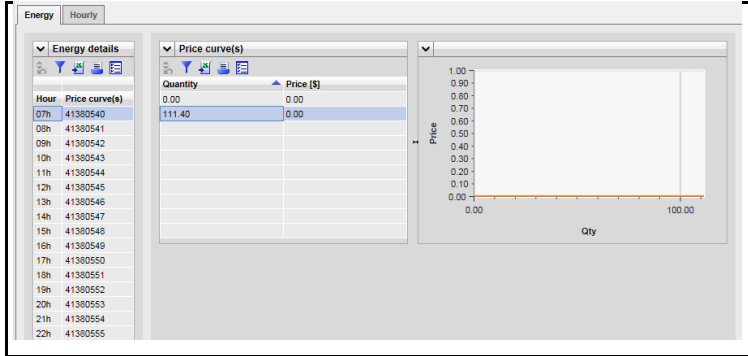 Energy Hourly
Energy details
Hour Price curve(s)
07h 41380540
08h 41380541
09h 41380542
10h 41380543
11h 41380544
12h 41380545
13h 41380546
14h 41380547
15h 41380548
16h 41380549
17h 41380550
18h 41380551
19h 41380552
20h 41380553
21h 41380554
22h 41380555
Price curve(s)
Quantity Price [$]
0.00 0.00
111.40 0.00
Price
1.00
0.90
0.80
0.70
0.60
0.50
0.40
0.30
0.20
0.10
0.00
0.00 100.00
Qty